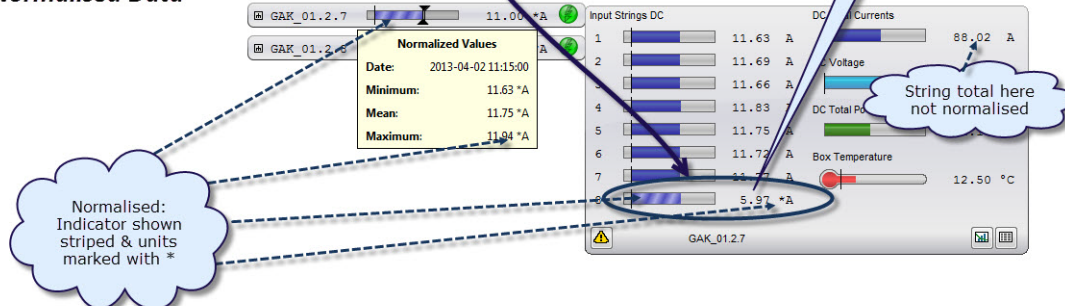 Normalised Data
GAK_01.2.7 11.00 *A
GAK_01.2. *A
Normalized Values
Date: 2013-04-02 11:15:00
Minimum: 11.63 *A
Mean: 11.75 *A
Maximum: 11.94 *A
Input Strings DC
1 11.63 A
2 11.69 A
3 11.66 A
4 11.83 A
5 11.75 A
6 11.72 A
7 A
8 5.97 *A
DC Currents
88.02 A
Voltage
DC Total
Box Temperature
12.50 °C
GAK_01.2.7
String total here
not normalised
Normalised:
Indicator shown
striped & units
marked with *